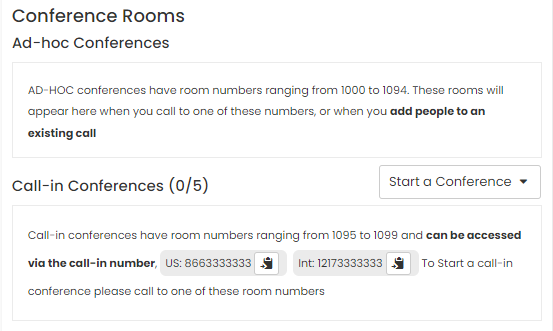 Conference Rooms
Ad-hoc Conferences
AD-HOC conferences have room numbers ranging from 1000 to 1094. These rooms will
appear here when you call to one of these numbers, or when you add people to an
existing call
Call-in Conferences (0/5)
Start a Conference
Call-in conferences have room numbers ranging from 1095 to 1099 and can be accessed
via the call-in number, US: 8663333333 Int: 12173333333 To Start a call-in
conference please call to one of these room numbers